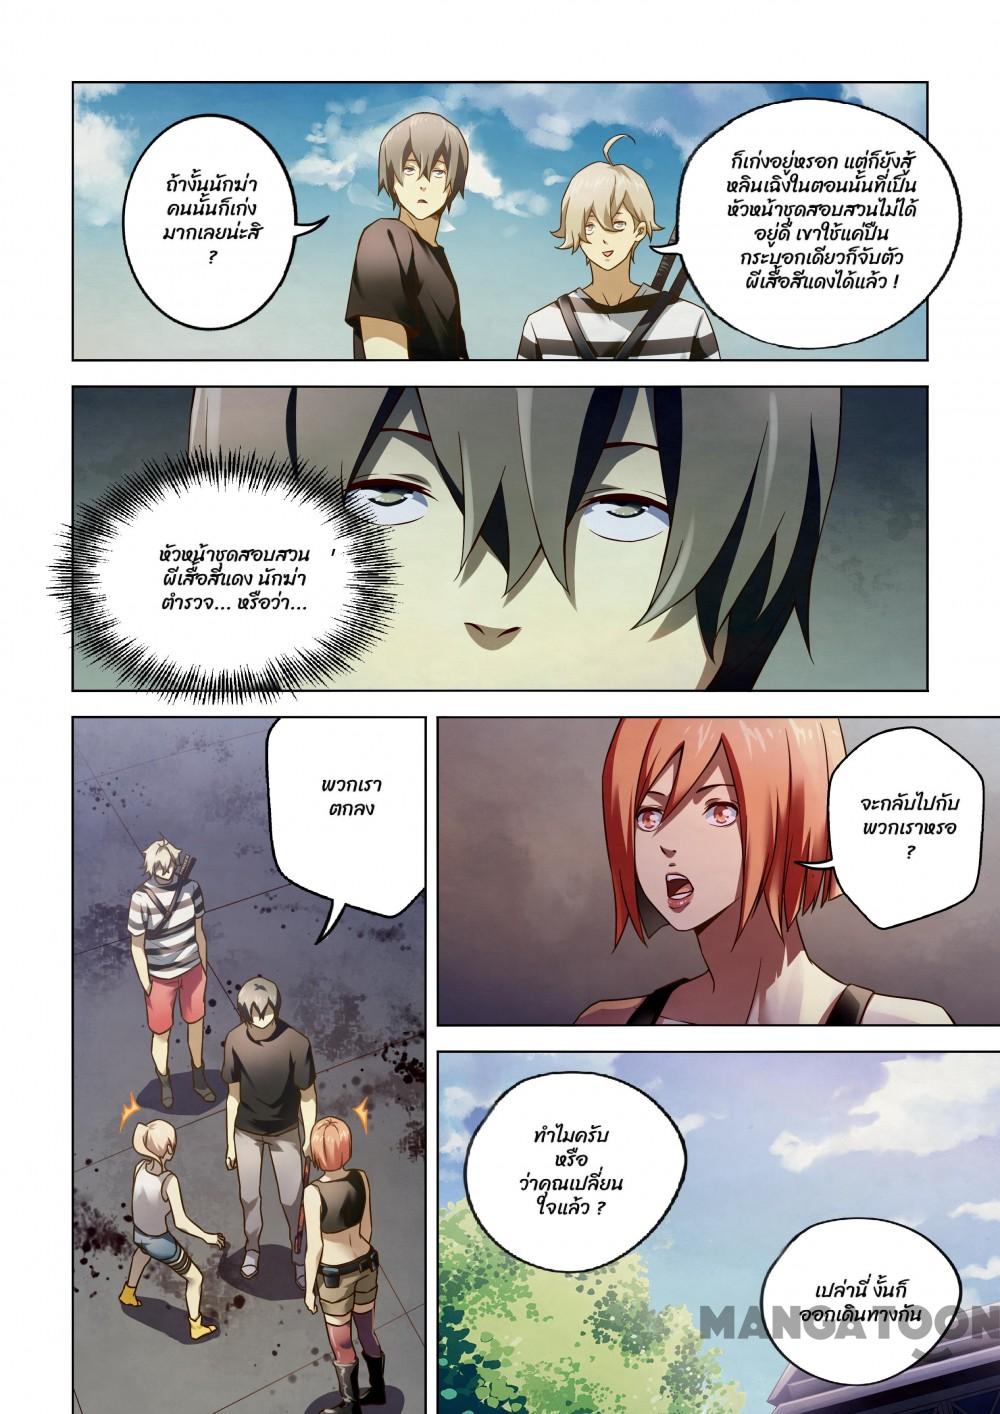 ถ้างั้นนักฆ่า
คนนั้นก็เก่ง
มากเลยน่ะสิ
?
ก็เก่งอยู่หรอก แต่ก็ยังสู้
หลินเฉิงในตอนนั้นที่เป็น
หัวหน้าชุดสอบสวนไม่ได้
อยู่ดี เขาใช้แค่ปืน
กระบอกเดียวก็จับตัว
ผีเสื้อสีแดงได้แล้ว !
หัวหน้าชุดสอบสวน ,
ผีเสื้อสีแดง นักฆ่า
ตำรวจ... หรือว่า...
พวกเรา
ตกลง
จะกลับไปกับ
พวกเราหรอ
?
ทำไมครับ
หรือ
ว่าคุณเปลี่ยน
ใจแล้ว ?
เปล่านี่ งั้นก็
ออกเดินทางกัน
MANGATOON